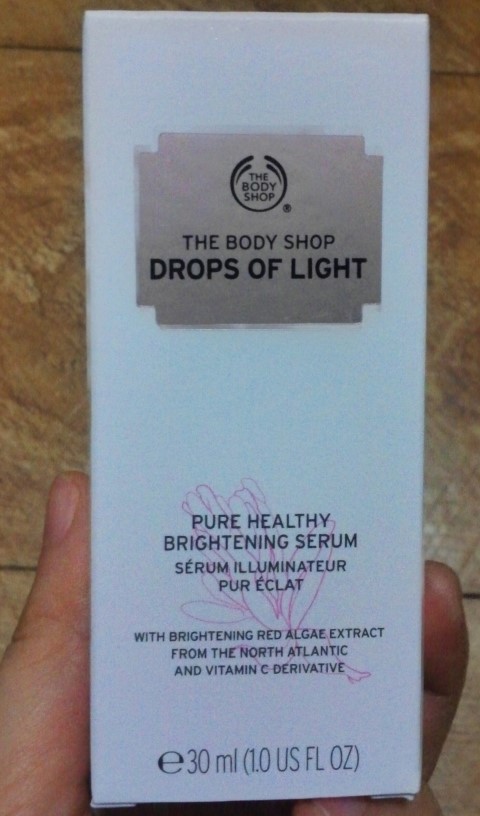 THE
BODY
SHOP
®
THE BODY SHOP
DROPS OF LIGHT
PURE HEALTHY
BRIGHTENING SERUM
SÉRUM ILLUMINATEUR
PUR ÉCLAT
WITH BRIGHTENING RED ALGAE EXTRACT
FROM THE NORTH ATLANTIC
AND VITAMIN C DERIVATIVE
℮30 ml (1.0 US FL OZ)